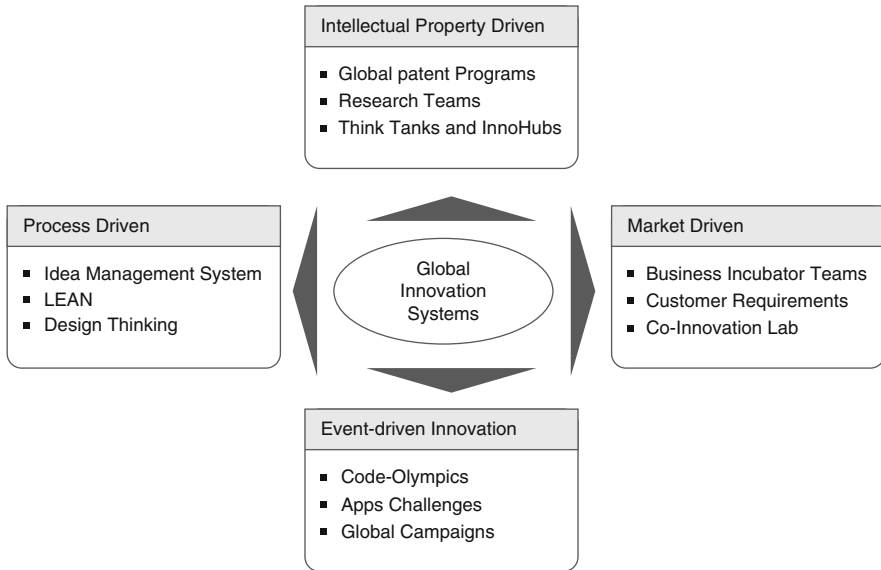 Intellectual Property Driven
Global patent Programs
Research Teams
Think Tanks and InnoHubs
Process Driven
Idea Management System
LEAN
Design Thinking
Global
Innovation
Systems
Market Driven
Business Incubator Teams
Customer Requirements
Co-Innovation Lab
Event-driven Innovation
Code-Olympics
Apps Challenges
Global Campaigns